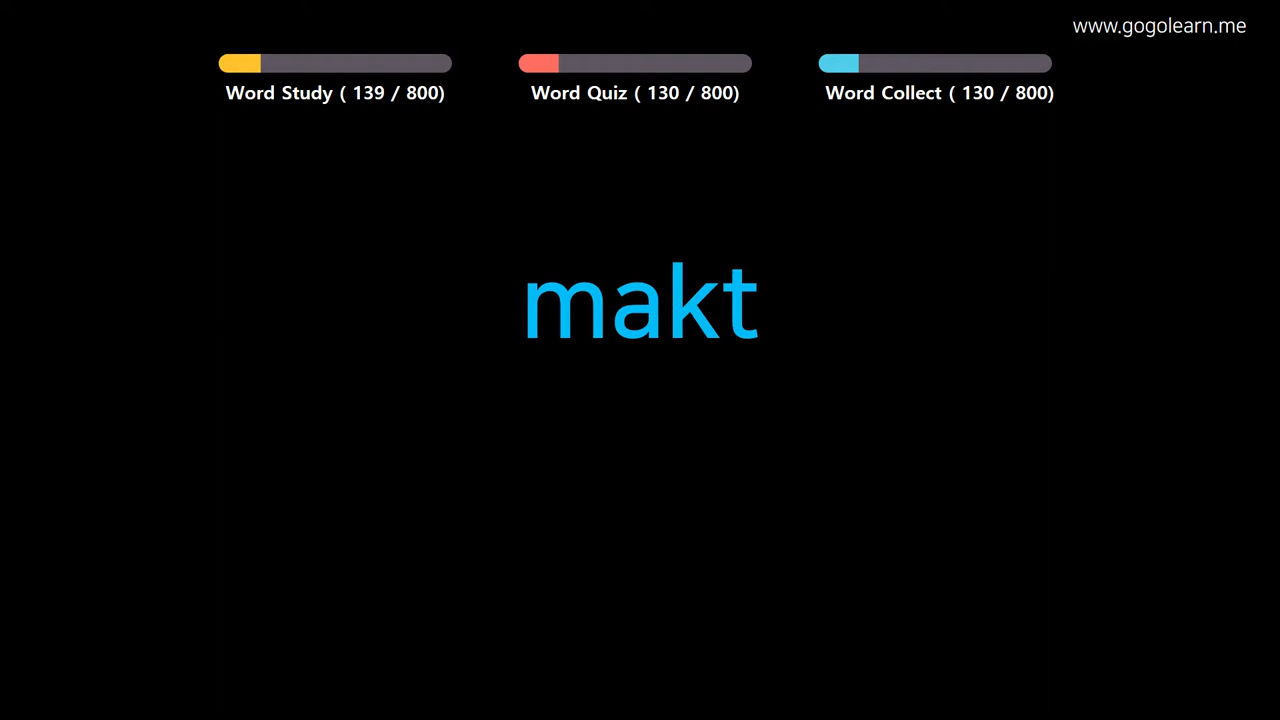 www.gogolearn.me
Word Study ( 139 / 800)
Word Quiz ( 130 / 800)
Word Collect ( 130 / 800)
makt